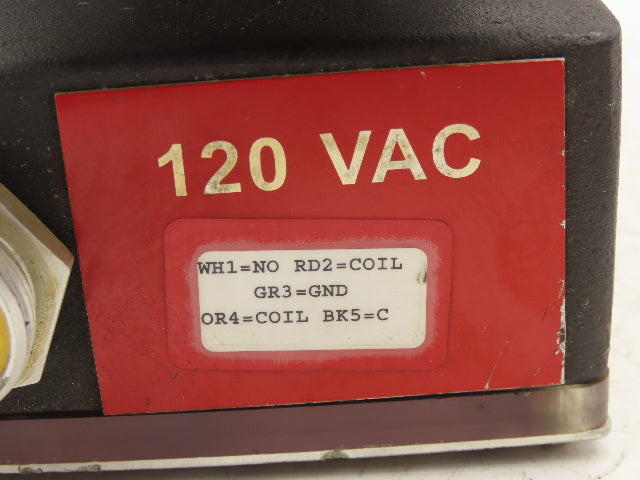 120 VAC
WH1=NO RD2=COIL
GR3=GND
OR4=COIL BK5=C